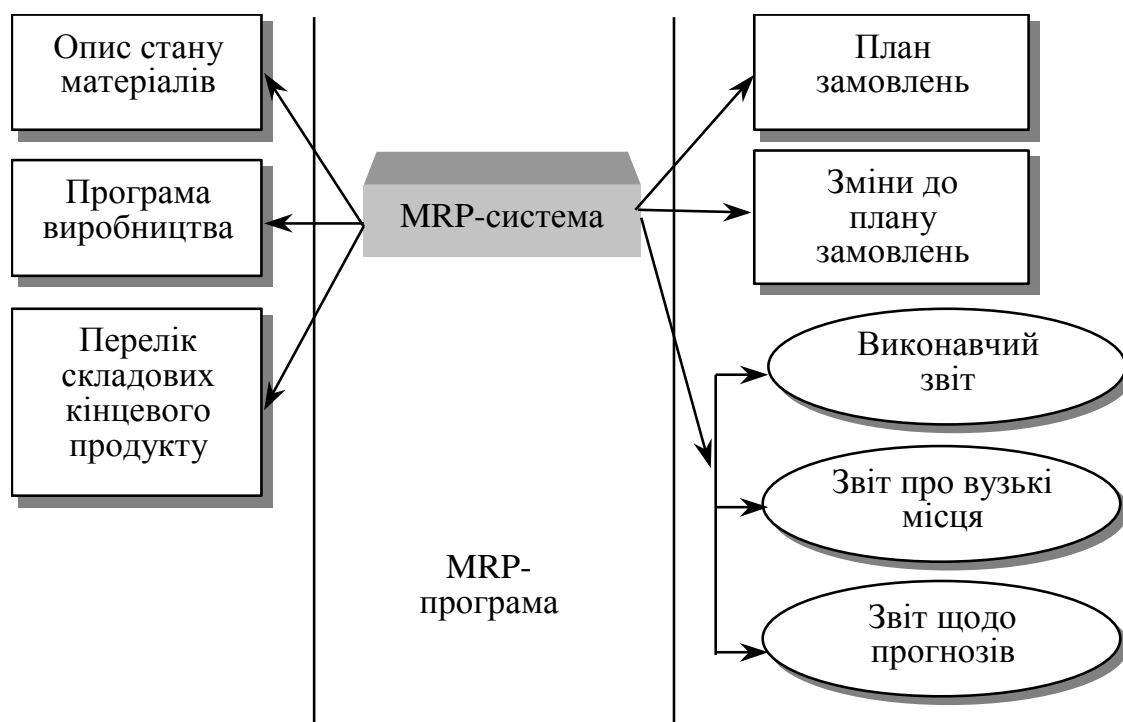 Опис стану
матеріалів
Програма
виробництва
Перелік
складових
кінцевого
продукту
MRP-система
MRP-
програма
План
замовлень
Зміни до
плану
замовлень
Виконавчий
звіт
Звіт про вузькі
місця
Звіт щодо
прогнозів